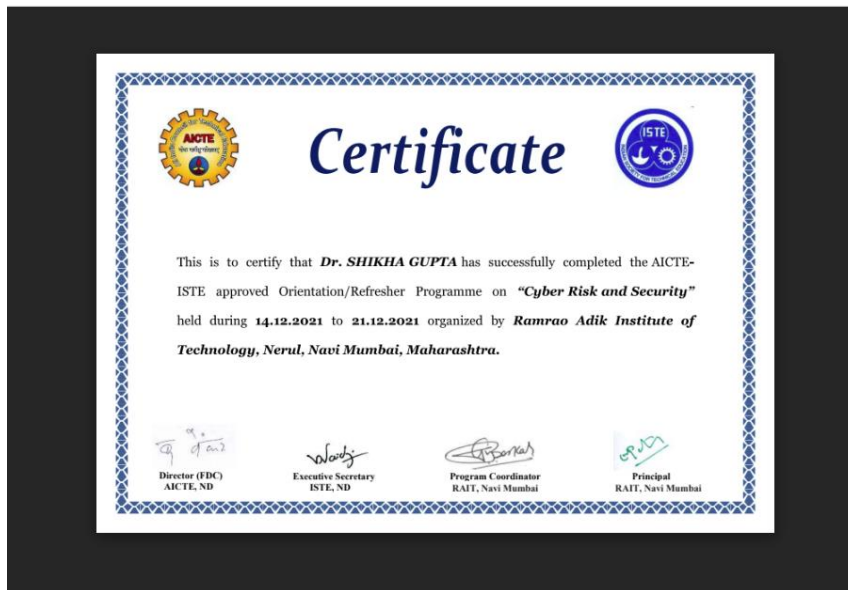 AICTE
Certificate
ISTE
This is to certify that Dr. SHIKHA GUPTA has successfully completed the AICTE-
ISTE approved Orientation/Refresher Programme on “Cyber Risk and Security”
held during 14.12.2021 to 21.12.2021 organized by Ramrao Adik Institute of
Technology, Nerul, Navi Mumbai, Maharashtra.
Director (FDC)
AICTE, ND
Executive Secretary
ISTE, ND
Program Coordinator
RAIT, Navi Mumbai
Principal
RAIT, Navi Mumbai